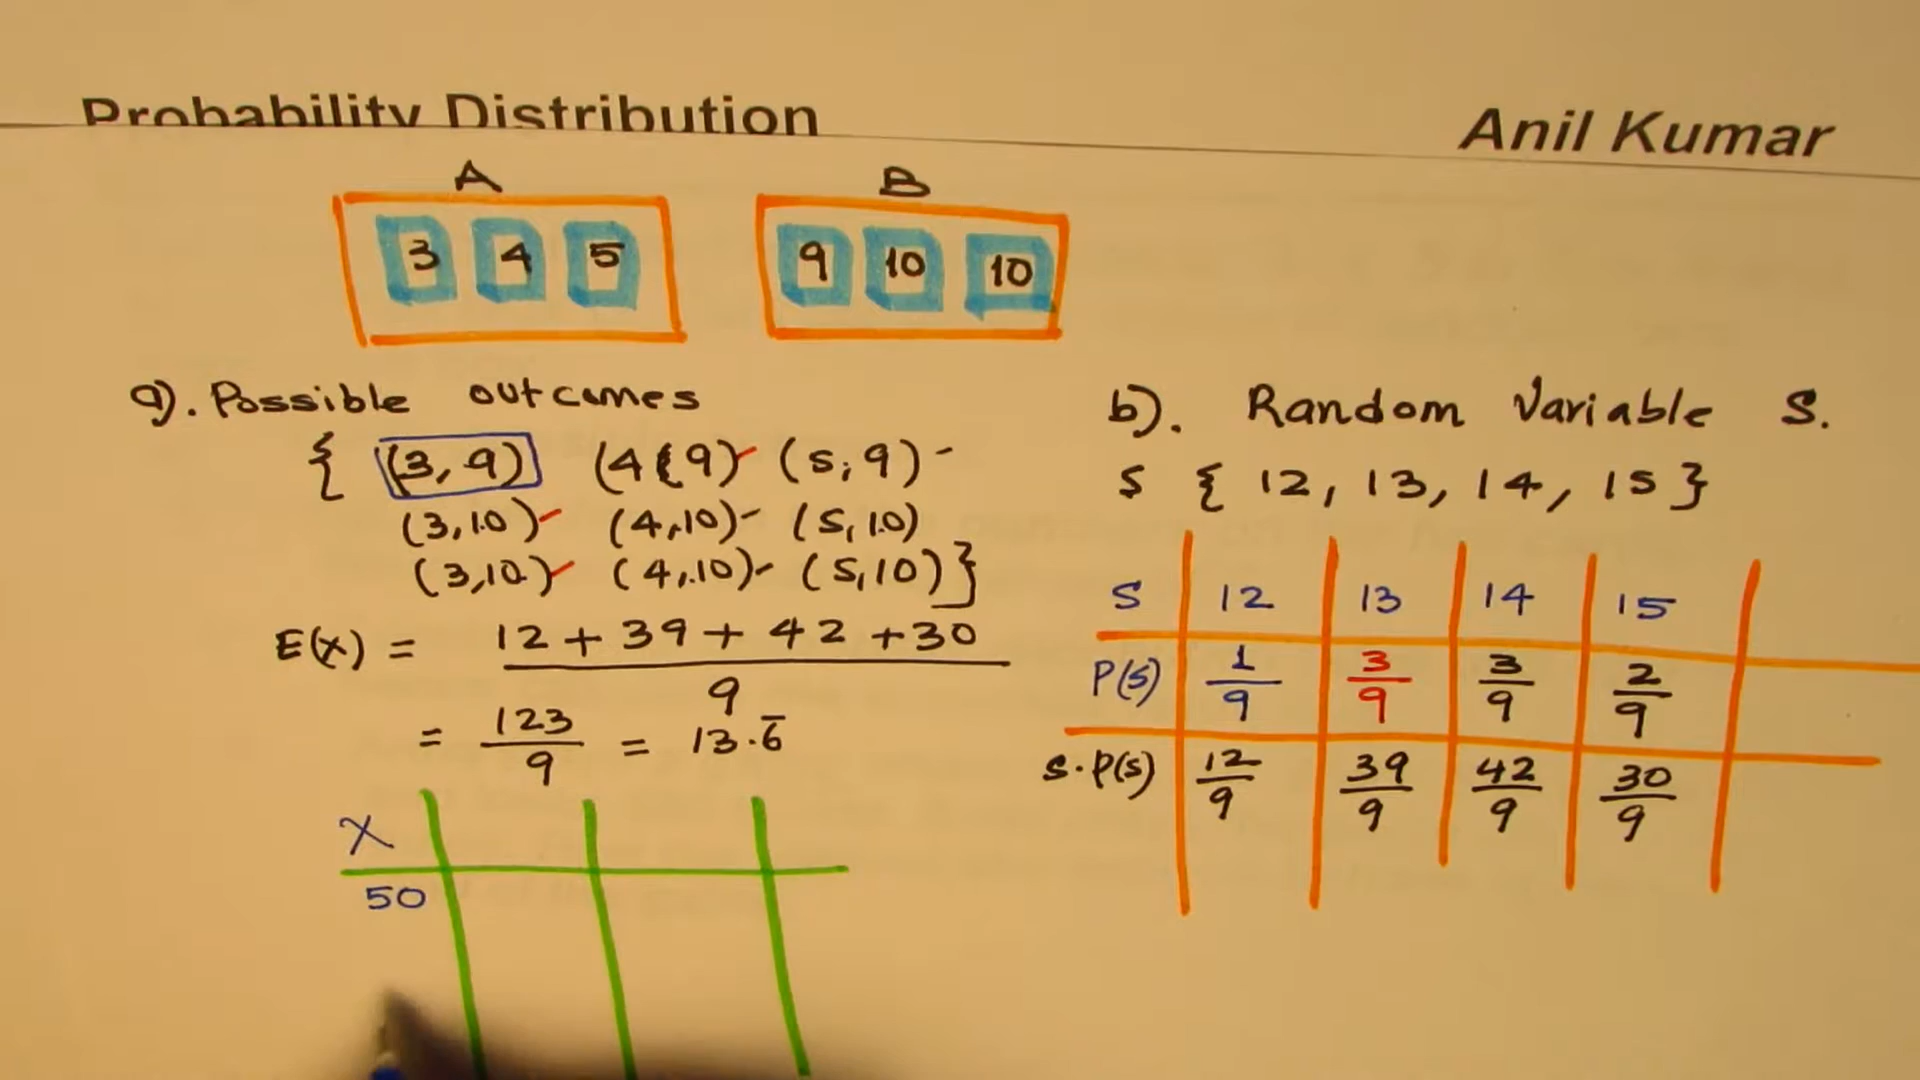 Probability Distribution
Anil Kumar
A
B
3 4 5
9 10 10
a). Possible outcomes
{ (3, 9) (4, 9) (5, 9)
(3, 10) (4, 10) (5, 10)
(3, 10) (4, 10) (5, 10) }
E(x) = 12 + 39 + 42 + 30 / 9
= 123/9 = 13.6̅
X
50
b). Random Variable S.
S { 12, 13, 14, 15 }
S 12 13 14 15
P(s) 1/9 3/9 3/9 2/9
S·P(s) 12/9 39/9 42/9 30/9